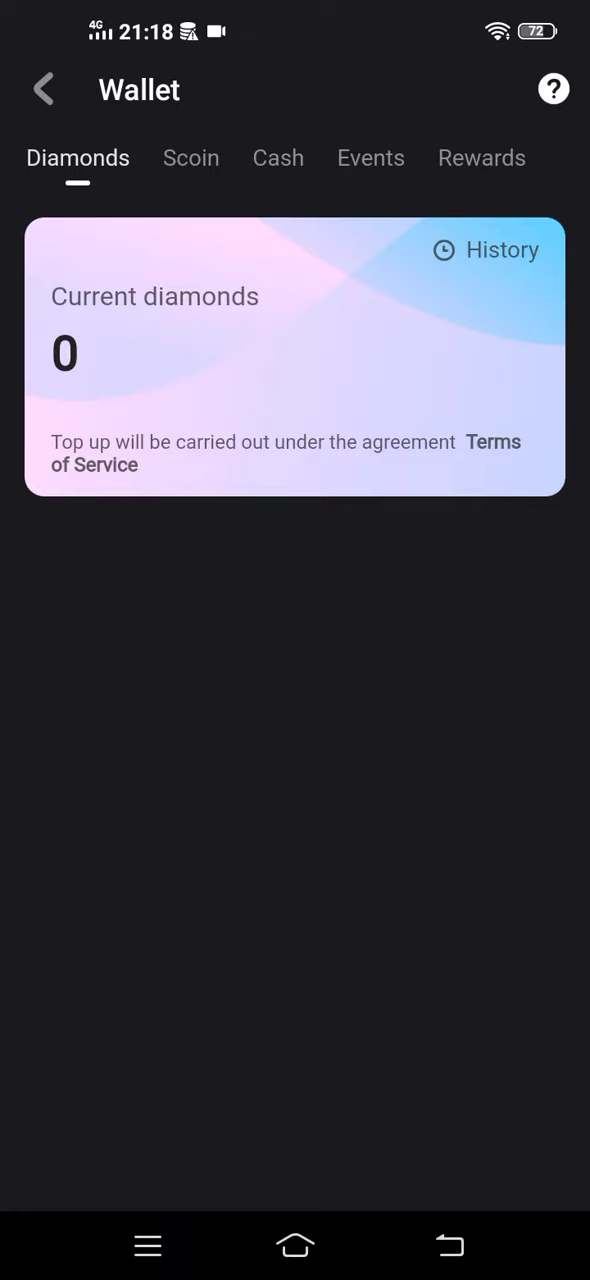 4G 21:18 72
Wallet ?
Diamonds Scoin Cash Events Rewards
History
Current diamonds
0
Top up will be carried out under the agreement Terms
of Service